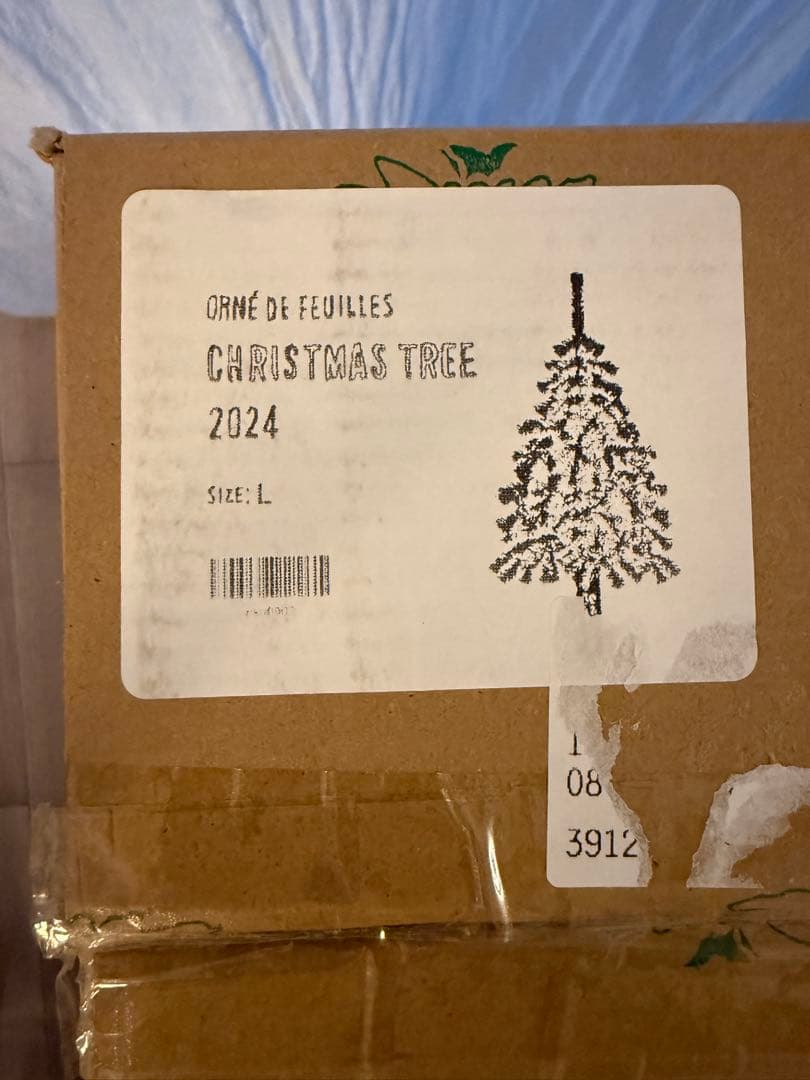 ORNÉ DE FEUILLES
CHRISTMAS TREE
2024
SIZE: L
1
08
3912